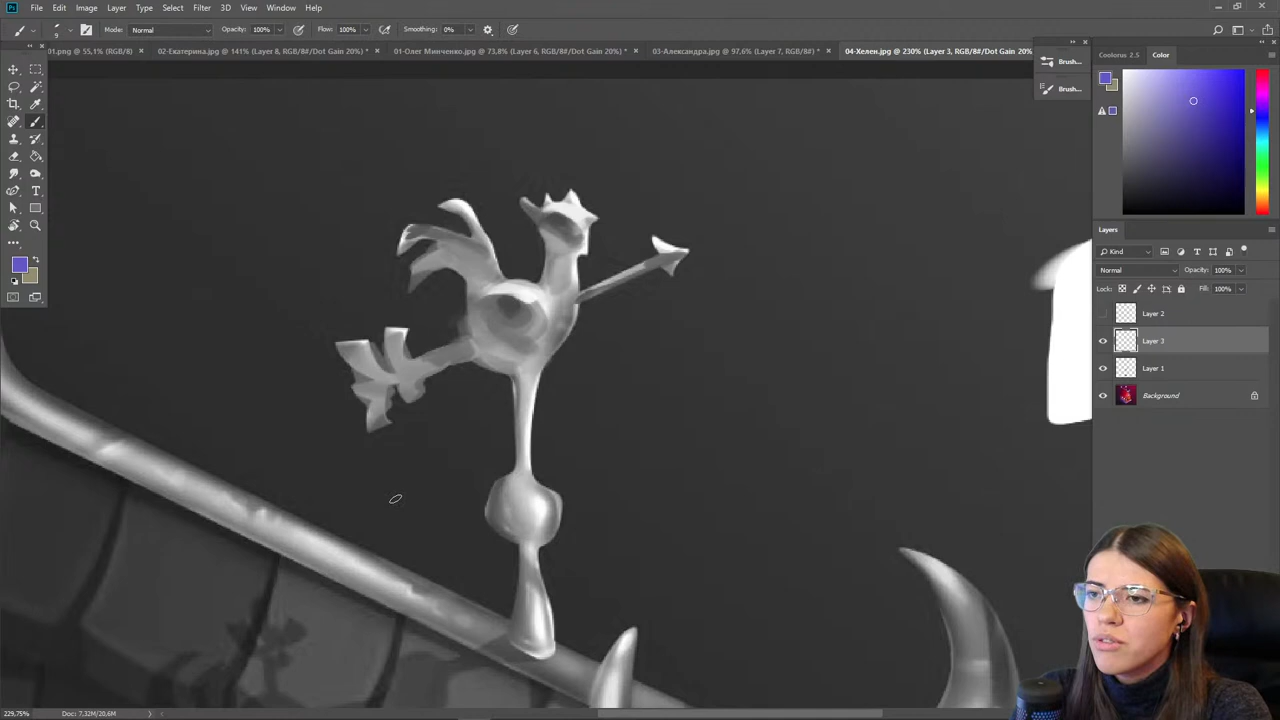 Ps File Edit Image Layer Type Select Filter 3D View Window Help
9 Mode: Normal Opacity: 100% Flow: 100% Smoothing: 0%
01.png @ 55,1% (RGB/8) 02-Екатерина.jpg @ 141% (Layer 8, RGB/8#/Dot Gain 20%) * 01-Олег Минченко.jpg @ 73,8% (Layer 6, RGB/8#/Dot Gain 20%) * 03-Александра.jpg @ 97,6% (Layer 7, RGB/8#) * 04-Хелен.jpg @ 230% (Layer 3, RGB/8#/Dot Gain 20%
Coolorus 2.5 Color
Brush...
Brush...
Layers
Kind
Normal Opacity: 100%
Lock: Fill: 100%
Layer 2
Layer 3
Layer 1
Background
229,75% Doc: 7,32M/20,6M